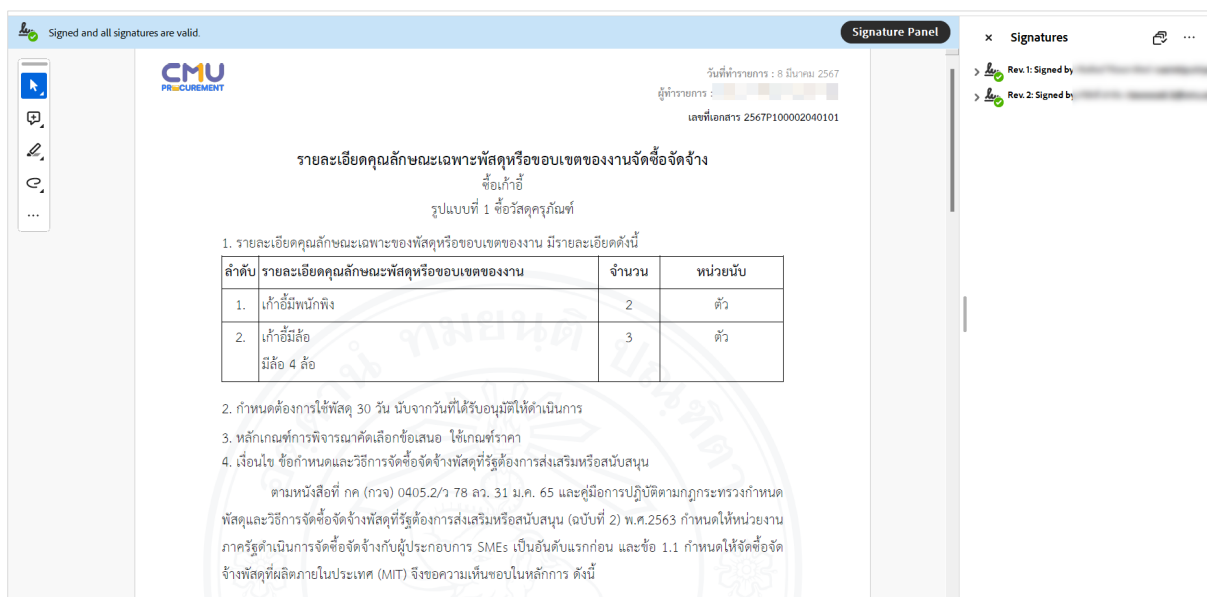 Signed and all signatures are valid.
Signature Panel
Signatures
Rev. 1: Signed by
Rev. 2: Signed by
CMU
PROCUREMENT
วันที่ทำรายการ : 8 มีนาคม 2567
ผู้ทำรายการ :
เลขที่เอกสาร 2567P100002040101
รายละเอียดคุณลักษณะเฉพาะพัสดุหรือขอบเขตของงานจัดซื้อจัดจ้าง
ซื้อเก้าอี้
รูปแบบที่ 1 ซื้อวัสดุครุภัณฑ์
1. รายละเอียดคุณลักษณะเฉพาะของพัสดุหรือขอบเขตของงาน มีรายละเอียดดังนี้
ลำดับ รายละเอียดคุณลักษณะพัสดุหรือขอบเขตของงาน จำนวน หน่วยนับ
1. เก้าอี้มีพนักพิง 2 ตัว
2. เก้าอี้มีล้อ 3 ตัว
มีล้อ 4 ล้อ
2. กำหนดต้องการใช้พัสดุ 30 วัน นับจากวันที่ได้รับอนุมัติให้ดำเนินการ
3. หลักเกณฑ์การพิจารณาคัดเลือกข้อเสนอ ใช้เกณฑ์ราคา
4. เงื่อนไข ข้อกำหนดและวิธีการจัดซื้อจัดจ้างพัสดุที่รัฐต้องการส่งเสริมหรือสนับสนุน
ตามหนังสือที่ กค (กวจ) 0405.2/ว 78 ลว. 31 ม.ค. 65 และคู่มือการปฏิบัติตามกฎกระทรวงกำหนด
พัสดุและวิธีการจัดซื้อจัดจ้างพัสดุที่รัฐต้องการส่งเสริมหรือสนับสนุน (ฉบับที่ 2) พ.ศ.2563 กำหนดให้หน่วยงาน
ภาครัฐดำเนินการจัดซื้อจัดจ้างกับผู้ประกอบการ SMEs เป็นอันดับแรกก่อน และข้อ 1.1 กำหนดให้จัดซื้อจัด
จ้างพัสดุที่ผลิตภายในประเทศ (MIT) จึงขอความเห็นชอบในหลักการ ดังนี้